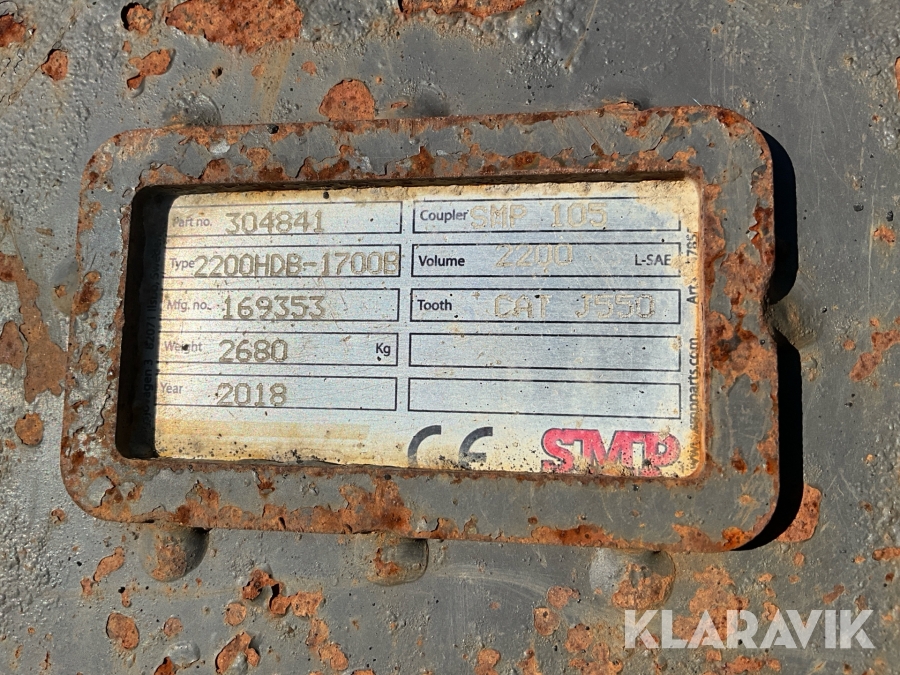 Part no. 304841
Type 2200HDB-1700B
Mfg. no. 169353
Weight 2680 Kg
Year 2018
Coupler SMP 105
Volume 2200 L-SAE
Tooth CAT J550
CE SMP
KLARAVIK